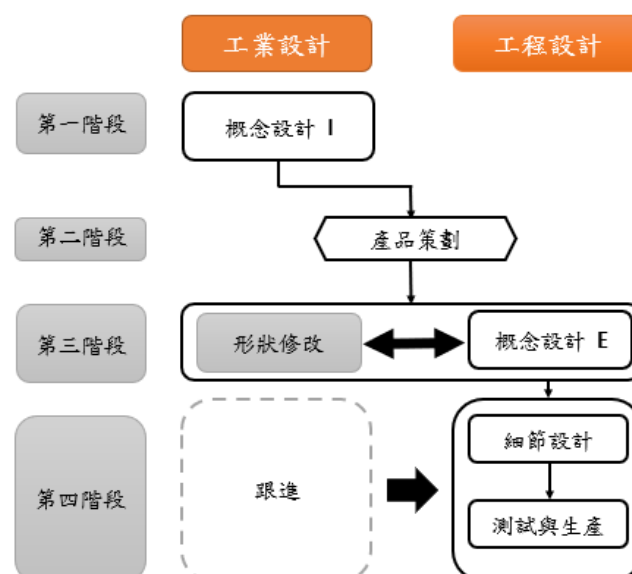 工業設計
工程設計
第一階段
概念設計 I
第二階段
產品策劃
第三階段
形狀修改
概念設計 E
第四階段
跟進
細節設計
測試與生產